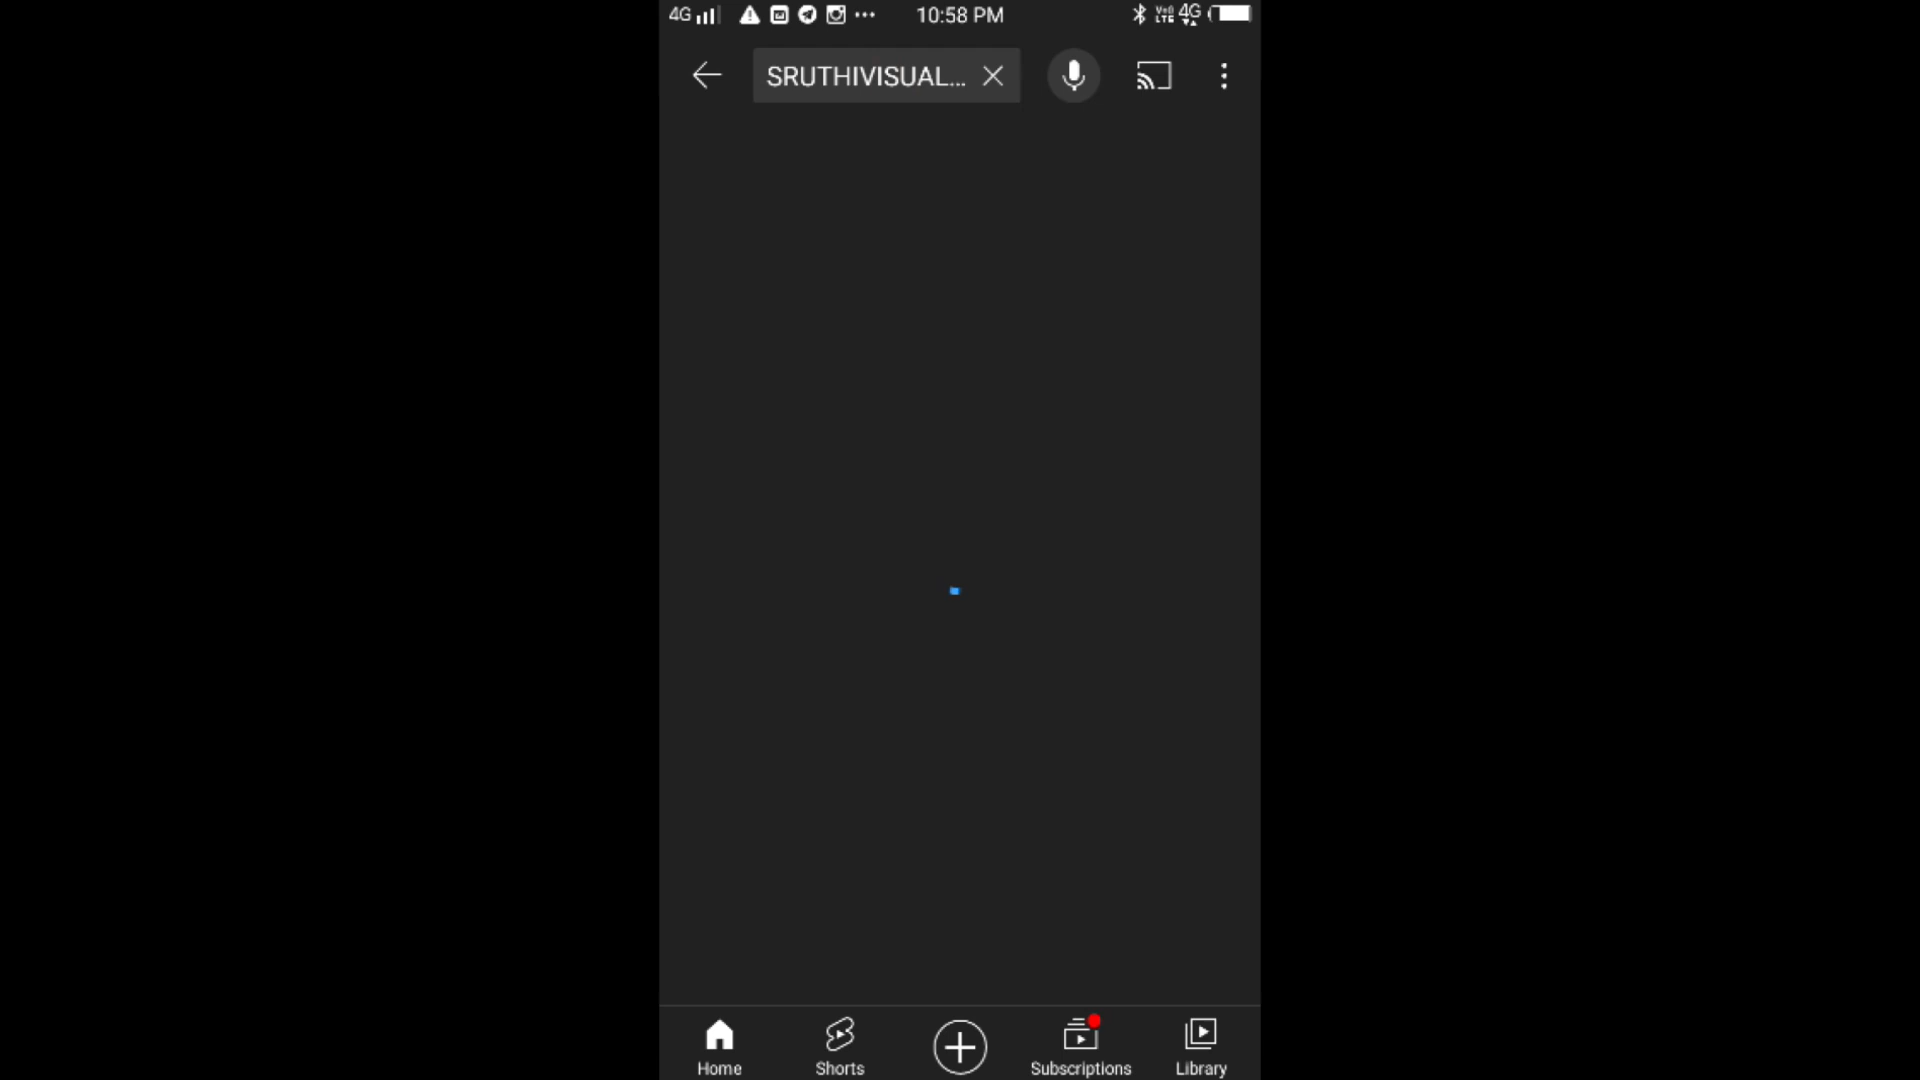 4G 10:58 PM 4G
SRUTHIVISUAL...
Home Shorts Subscriptions Library